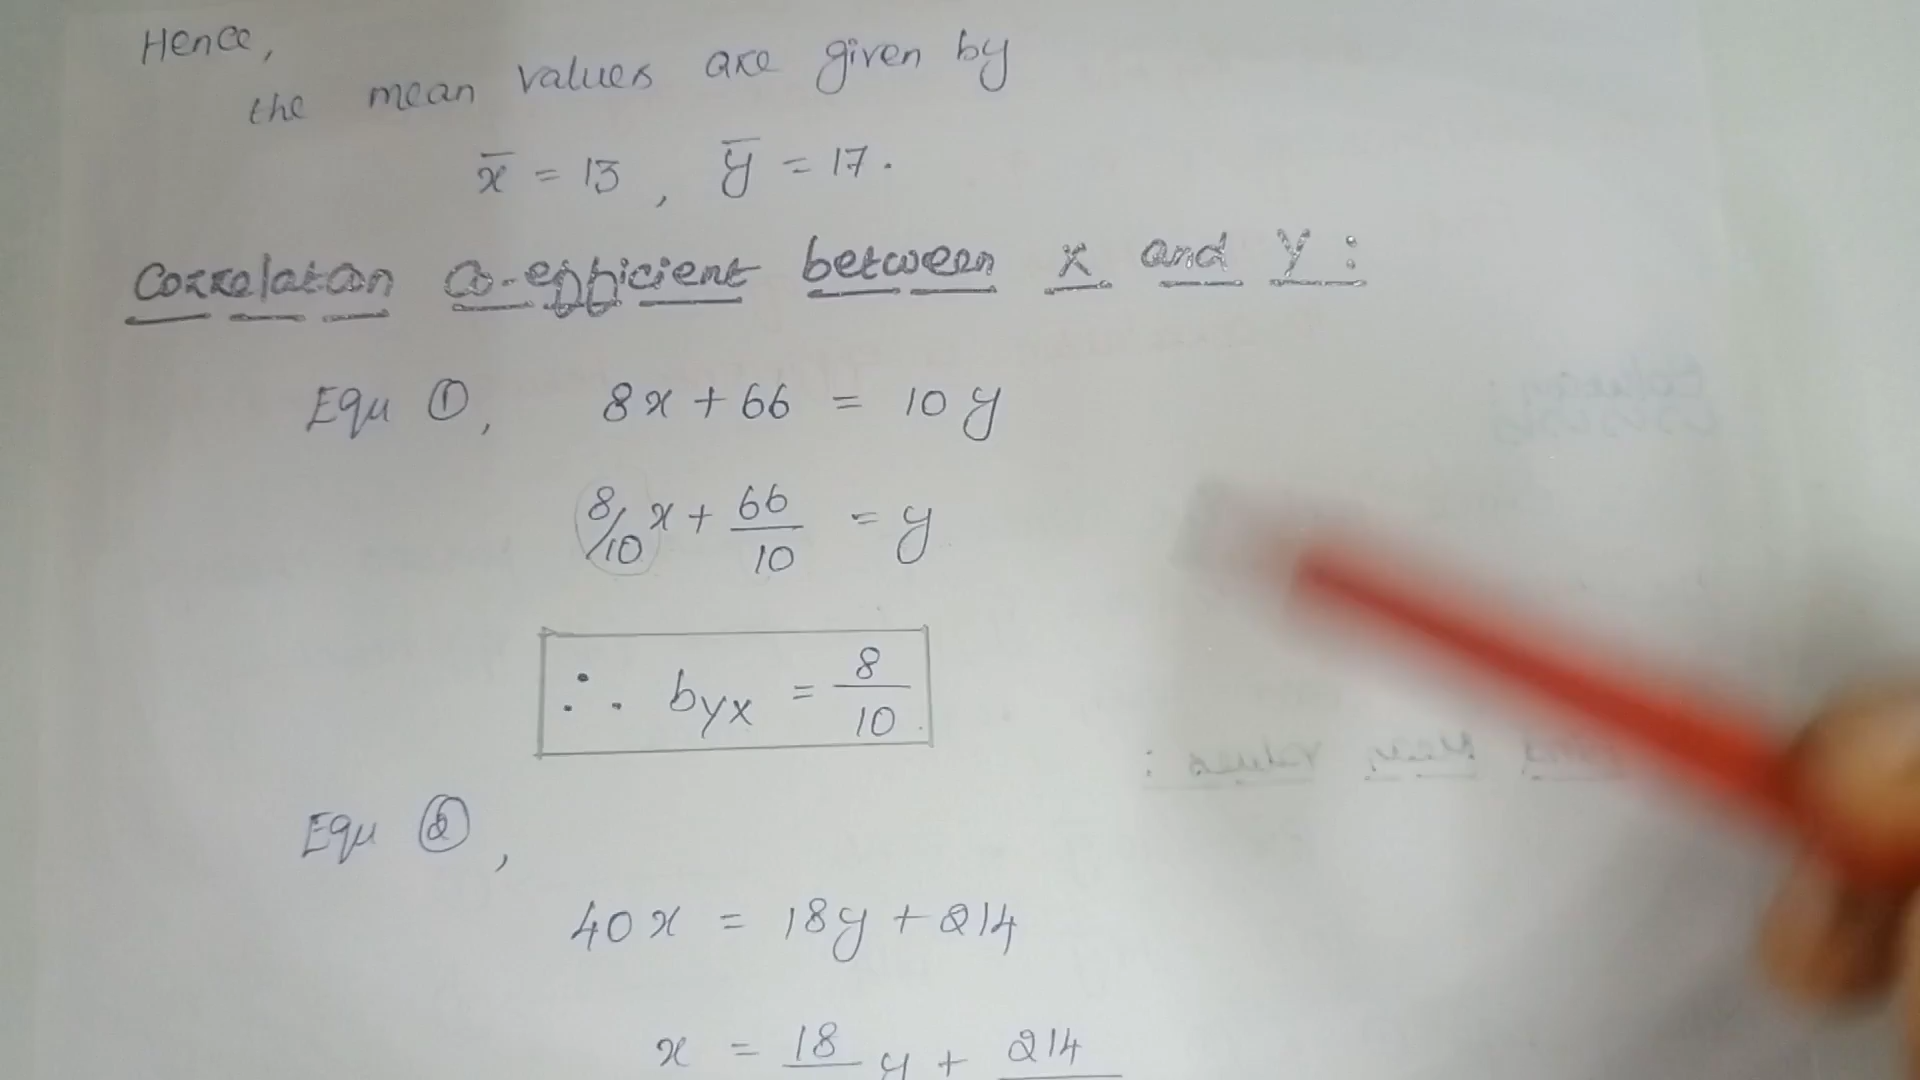 Hence,
the mean values are given by
x̄ = 13, ȳ = 17.
Correlaton Co-efficient between x and y:
Equ ①, 8x + 66 = 10y
8/10 x + 66/10 = y
∴ byx = 8/10
Equ ②,
40x = 18y + 214
x = 18 y + 214